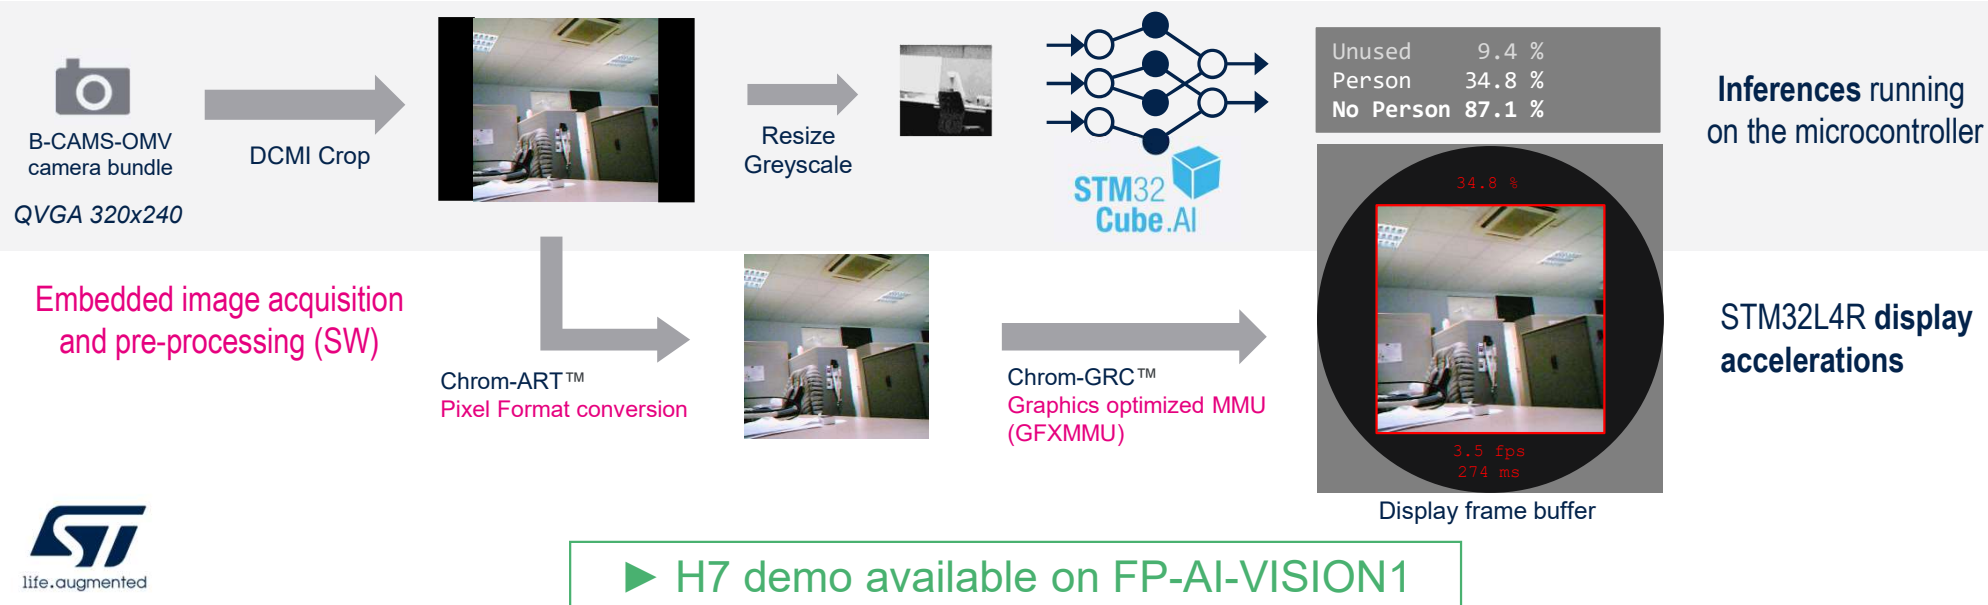 B-CAMS-OMV
camera bundle
QVGA 320x240
DCMI Crop
Resize
Greyscale
STM32
Cube.AI
Unused 9.4 %
Person 34.8 %
No Person 87.1 %
Inferences running
on the microcontroller
34.8 %
3.5 fps
274 ms
Display frame buffer
Embedded image acquisition
and pre-processing (SW)
Chrom-ART™
Pixel Format conversion
Chrom-GRC™
Graphics optimized MMU
(GFXMMU)
STM32L4R display
accelerations
ST
life.augmented
► H7 demo available on FP-AI-VISION1